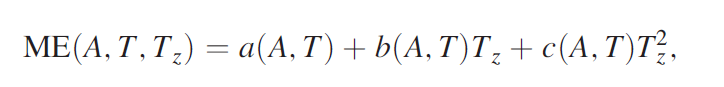 ME(A, T, T_z) = a(A, T) + b(A, T)T_z + c(A, T)T_z^2,